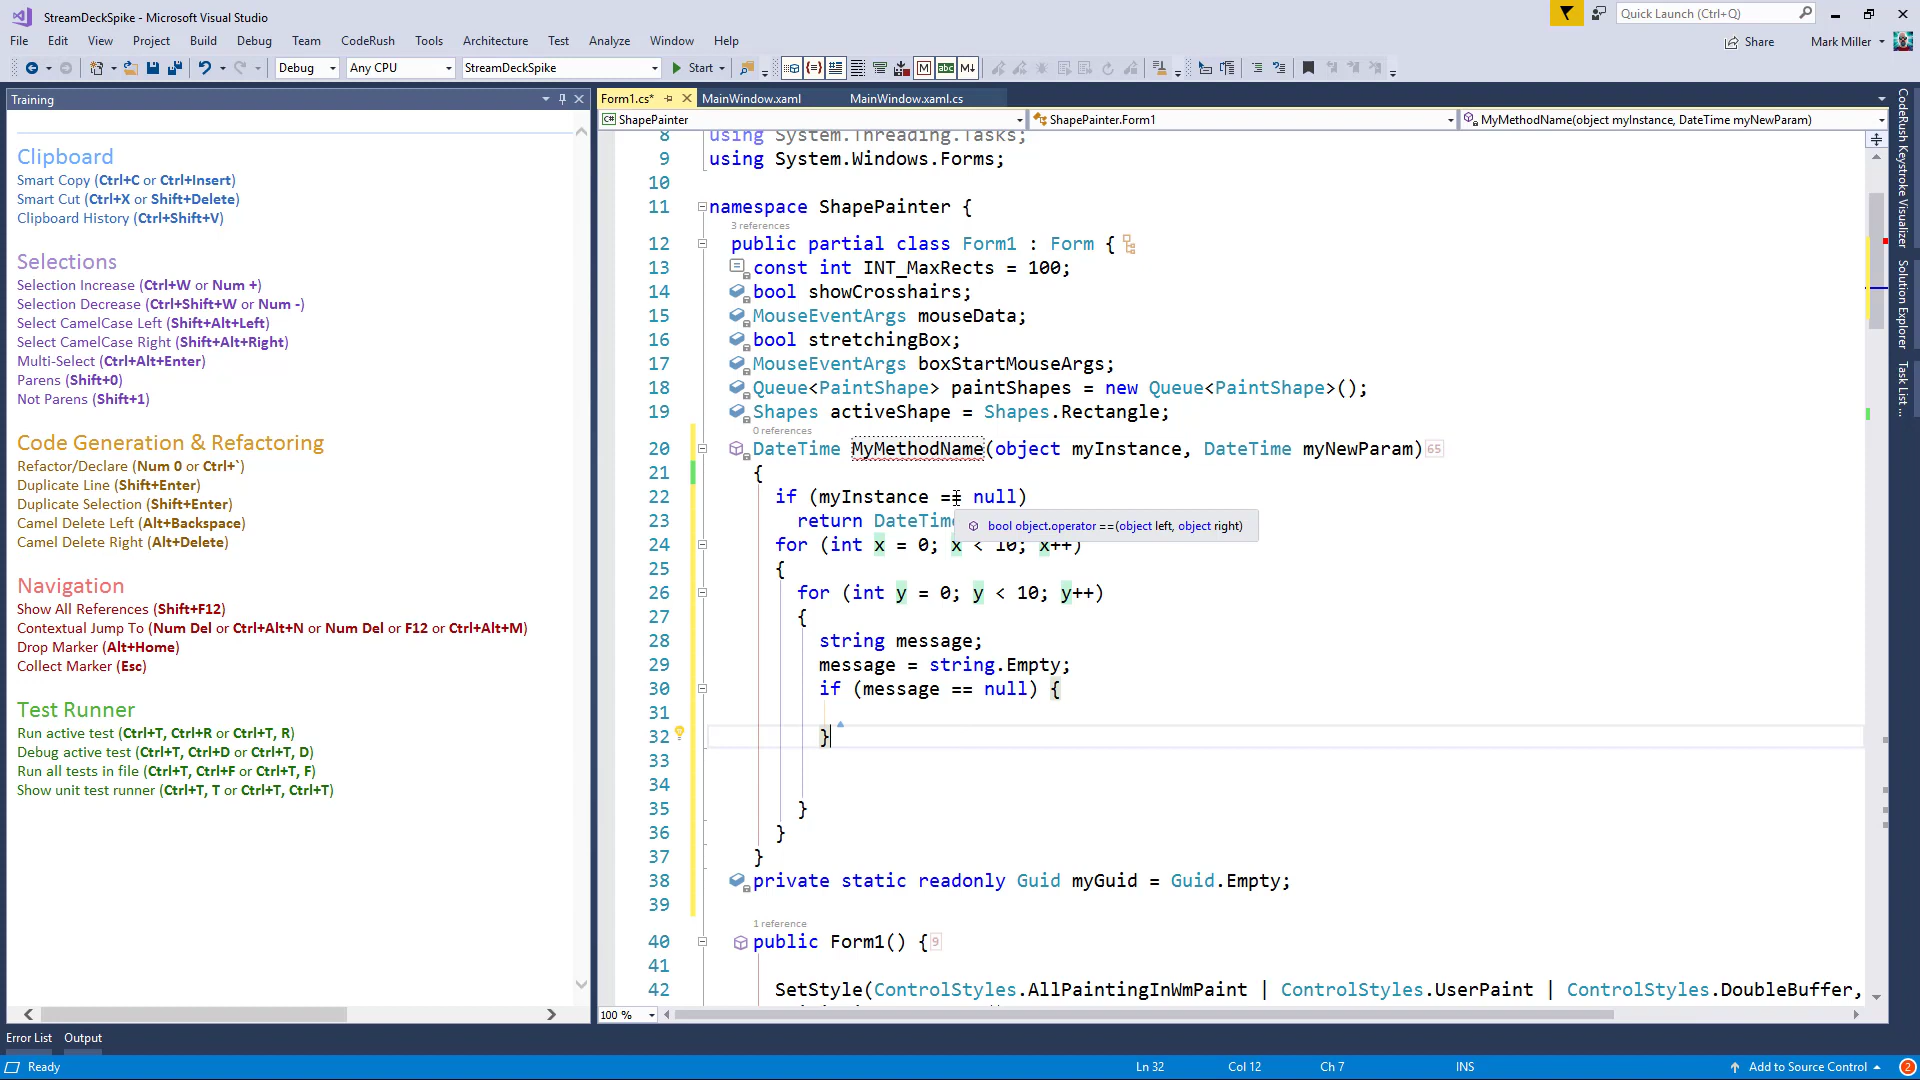 StreamDeckSpike - Microsoft Visual Studio
Quick Launch (Ctrl+Q)
File Edit View Project Build Debug Team CodeRush Tools Architecture Test Analyze Window Help
Share Mark Miller
Debug Any CPU StreamDeckSpike Start
Training
Form1.cs* MainWindow.xaml MainWindow.xaml.cs
ShapePainter ShapePainter.Form1 MyMethodName(object myInstance, DateTime myNewParam)
Clipboard
Smart Copy (Ctrl+C or Ctrl+Insert)
Smart Cut (Ctrl+X or Shift+Delete)
Clipboard History (Ctrl+Shift+V)
Selections
Selection Increase (Ctrl+W or Num +)
Selection Decrease (Ctrl+Shift+W or Num -)
Select CamelCase Left (Shift+Alt+Left)
Select CamelCase Right (Shift+Alt+Right)
Multi-Select (Ctrl+Alt+Enter)
Parens (Shift+0)
Not Parens (Shift+1)
Code Generation & Refactoring
Refactor/Declare (Num 0 or Ctrl+`)
Duplicate Line (Shift+Enter)
Duplicate Selection (Shift+Enter)
Camel Delete Left (Alt+Backspace)
Camel Delete Right (Alt+Delete)
Navigation
Show All References (Shift+F12)
Contextual Jump To (Num Del or Ctrl+Alt+N or Num Del or F12 or Ctrl+Alt+M)
Drop Marker (Alt+Home)
Collect Marker (Esc)
Test Runner
Run active test (Ctrl+T, Ctrl+R or Ctrl+T, R)
Debug active test (Ctrl+T, Ctrl+D or Ctrl+T, D)
Run all tests in file (Ctrl+T, Ctrl+F or Ctrl+T, F)
Show unit test runner (Ctrl+T, T or Ctrl+T, Ctrl+T)
8 using System.Threading.Tasks;
9 using System.Windows.Forms;
10
11 namespace ShapePainter {
3 references
12 public partial class Form1 : Form {
13 const int INT_MaxRects = 100;
14 bool showCrosshairs;
15 MouseEventArgs mouseData;
16 bool stretchingBox;
17 MouseEventArgs boxStartMouseArgs;
18 Queue<PaintShape> paintShapes = new Queue<PaintShape>();
19 Shapes activeShape = Shapes.Rectangle;
0 references
20 DateTime MyMethodName(object myInstance, DateTime myNewParam) 65
21 {
22 if (myInstance == null)
23 return DateTime
bool object.operator ==(object left, object right)
24 for (int x = 0; x < 10; x++)
25 {
26 for (int y = 0; y < 10; y++)
27 {
28 string message;
29 message = string.Empty;
30 if (message == null) {
31
32 }
33
34
35 }
36 }
37 }
38 private static readonly Guid myGuid = Guid.Empty;
39
1 reference
40 public Form1() { 9
41
42 SetStyle(ControlStyles.AllPaintingInWmPaint | ControlStyles.UserPaint | ControlStyles.DoubleBuffer,
100 %
CodeRush Keystroke Visualizer
Solution Explorer
Task List ...
Error List Output
Ready Ln 32 Col 12 Ch 7 INS Add to Source Control 2